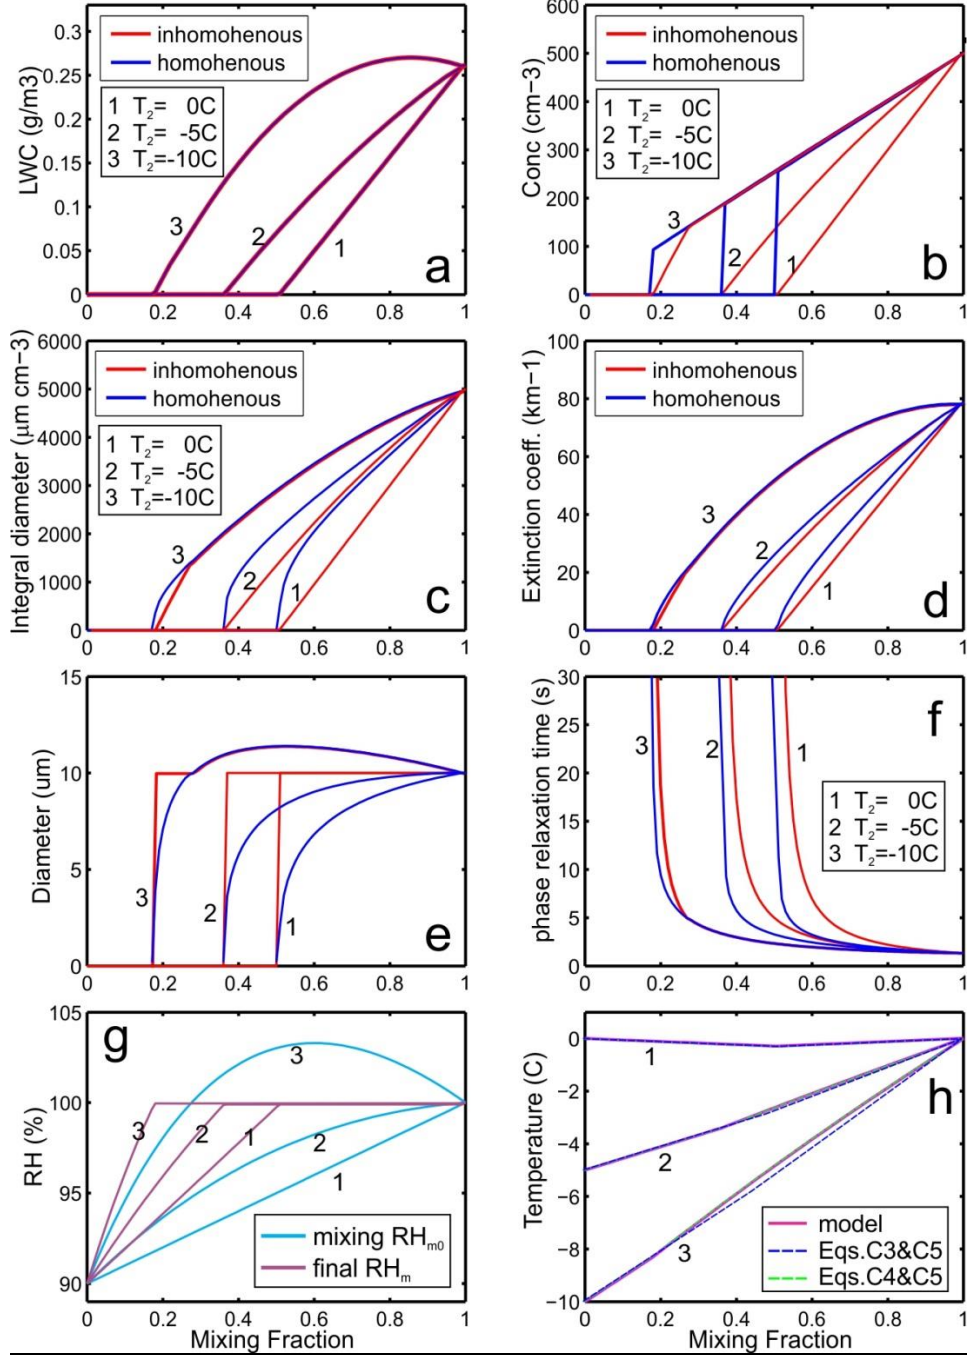 0.3
0.25
0.2
0.15
0.1
0.05
0
LWC (g/m3)
inhomohenous
homohenous
1 T₂= 0C
2 T₂= -5C
3 T₂=-10C
3
2
1
a
0 0.2 0.4 0.6 0.8 1
600
500
400
300
200
100
0
Conc (cm−3)
inhomohenous
homohenous
1 T₂= 0C
2 T₂= -5C
3 T₂=-10C
3
2
1
b
0 0.2 0.4 0.6 0.8 1
6000
5000
4000
3000
2000
1000
0
Integral diameter (μm cm−3)
inhomohenous
homohenous
1 T₂= 0C
2 T₂= -5C
3 T₂=-10C
3
2
1
c
0 0.2 0.4 0.6 0.8 1
100
80
60
40
20
0
Extinction coeff. (km−1)
inhomohenous
homohenous
3
2
1
d
0 0.2 0.4 0.6 0.8 1
15
10
5
0
Diameter (um)
3
2
1
e
0 0.2 0.4 0.6 0.8 1
30
25
20
15
10
5
0
phase relaxation time (s)
f
3
2
1
1 T₂= 0C
2 T₂= -5C
3 T₂=-10C
0 0.2 0.4 0.6 0.8 1
105
100
95
90
RH (%)
g
3
3
2
1
2
1
mixing RHₘ₀
final RHₘ
0 0.2 0.4 0.6 0.8 1
Mixing Fraction
0
−2
−4
−6
−8
−10
Temperature (C)
1
2
3
h
model
Eqs.C3&C5
Eqs.C4&C5
0 0.2 0.4 0.6 0.8 1
Mixing Fraction